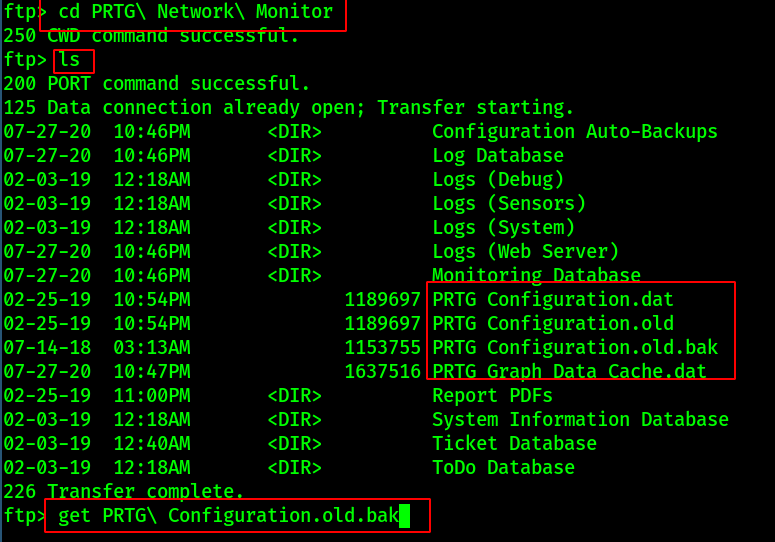 ftp> cd PRTG\ Network\ Monitor
250 CWD command successful.
ftp> ls
200 PORT command successful.
125 Data connection already open; Transfer starting.
07-27-20  10:46PM       <DIR>          Configuration Auto-Backups
07-27-20  10:46PM       <DIR>          Log Database
02-03-19  12:18AM       <DIR>          Logs (Debug)
02-03-19  12:18AM       <DIR>          Logs (Sensors)
02-03-19  12:18AM       <DIR>          Logs (System)
07-27-20  10:46PM       <DIR>          Logs (Web Server)
07-27-20  10:46PM       <DIR>          Monitoring Database
02-25-19  10:54PM              1189697 PRTG Configuration.dat
02-25-19  10:54PM              1189697 PRTG Configuration.old
07-14-18  03:13AM              1153755 PRTG Configuration.old.bak
07-27-20  10:47PM              1637516 PRTG Graph Data Cache.dat
02-25-19  11:00PM       <DIR>          Report PDFs
02-03-19  12:18AM       <DIR>          System Information Database
02-03-19  12:40AM       <DIR>          Ticket Database
02-03-19  12:18AM       <DIR>          ToDo Database
226 Transfer complete.
ftp> get PRTG\ Configuration.old.bak